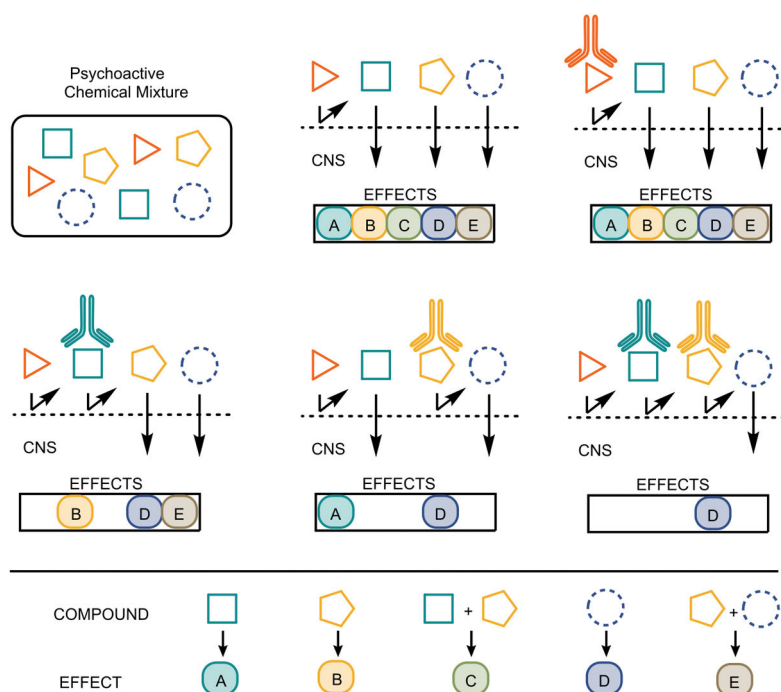 Psychoactive
Chemical Mixture
CNS
EFFECTS
A B C D E
CNS
EFFECTS
A B C D E
CNS
EFFECTS
B D E
CNS
EFFECTS
A D
CNS
EFFECTS
D
COMPOUND + +
EFFECT A B C D E